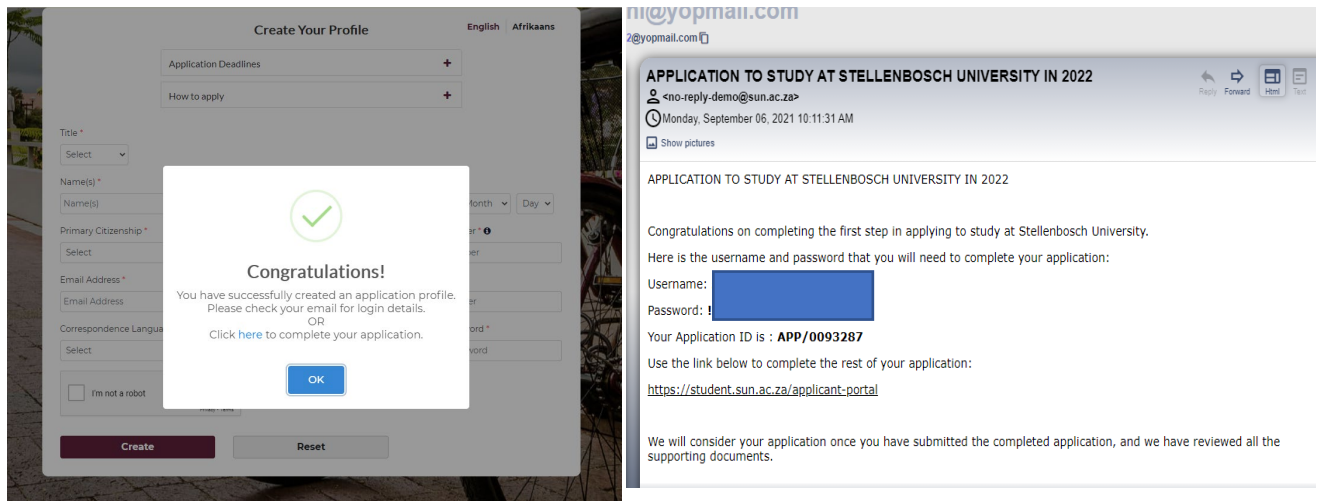 Create Your Profile
English Afrikaans
Application Deadlines +
How to apply +
Title *
Select
Name(s) *
Name(s)
Month Day
Primary Citizenship *
er *
Select
er
Email Address *
Email Address
er
Correspondence Langua
ord *
Select
word
I'm not a robot
Create
Reset
Congratulations!
You have successfully created an application profile.
Please check your email for login details.
OR
Click here to complete your application.
OK
@yopmail.com
2@yopmail.com
APPLICATION TO STUDY AT STELLENBOSCH UNIVERSITY IN 2022
<no-reply-demo@sun.ac.za>
Monday, September 06, 2021 10:11:31 AM
Show pictures
Reply Forward Html Text
APPLICATION TO STUDY AT STELLENBOSCH UNIVERSITY IN 2022
Congratulations on completing the first step in applying to study at Stellenbosch University.
Here is the username and password that you will need to complete your application:
Username:
Password: !
Your Application ID is : APP/0093287
Use the link below to complete the rest of your application:
https://student.sun.ac.za/applicant-portal
We will consider your application once you have submitted the completed application, and we have reviewed all the
supporting documents.